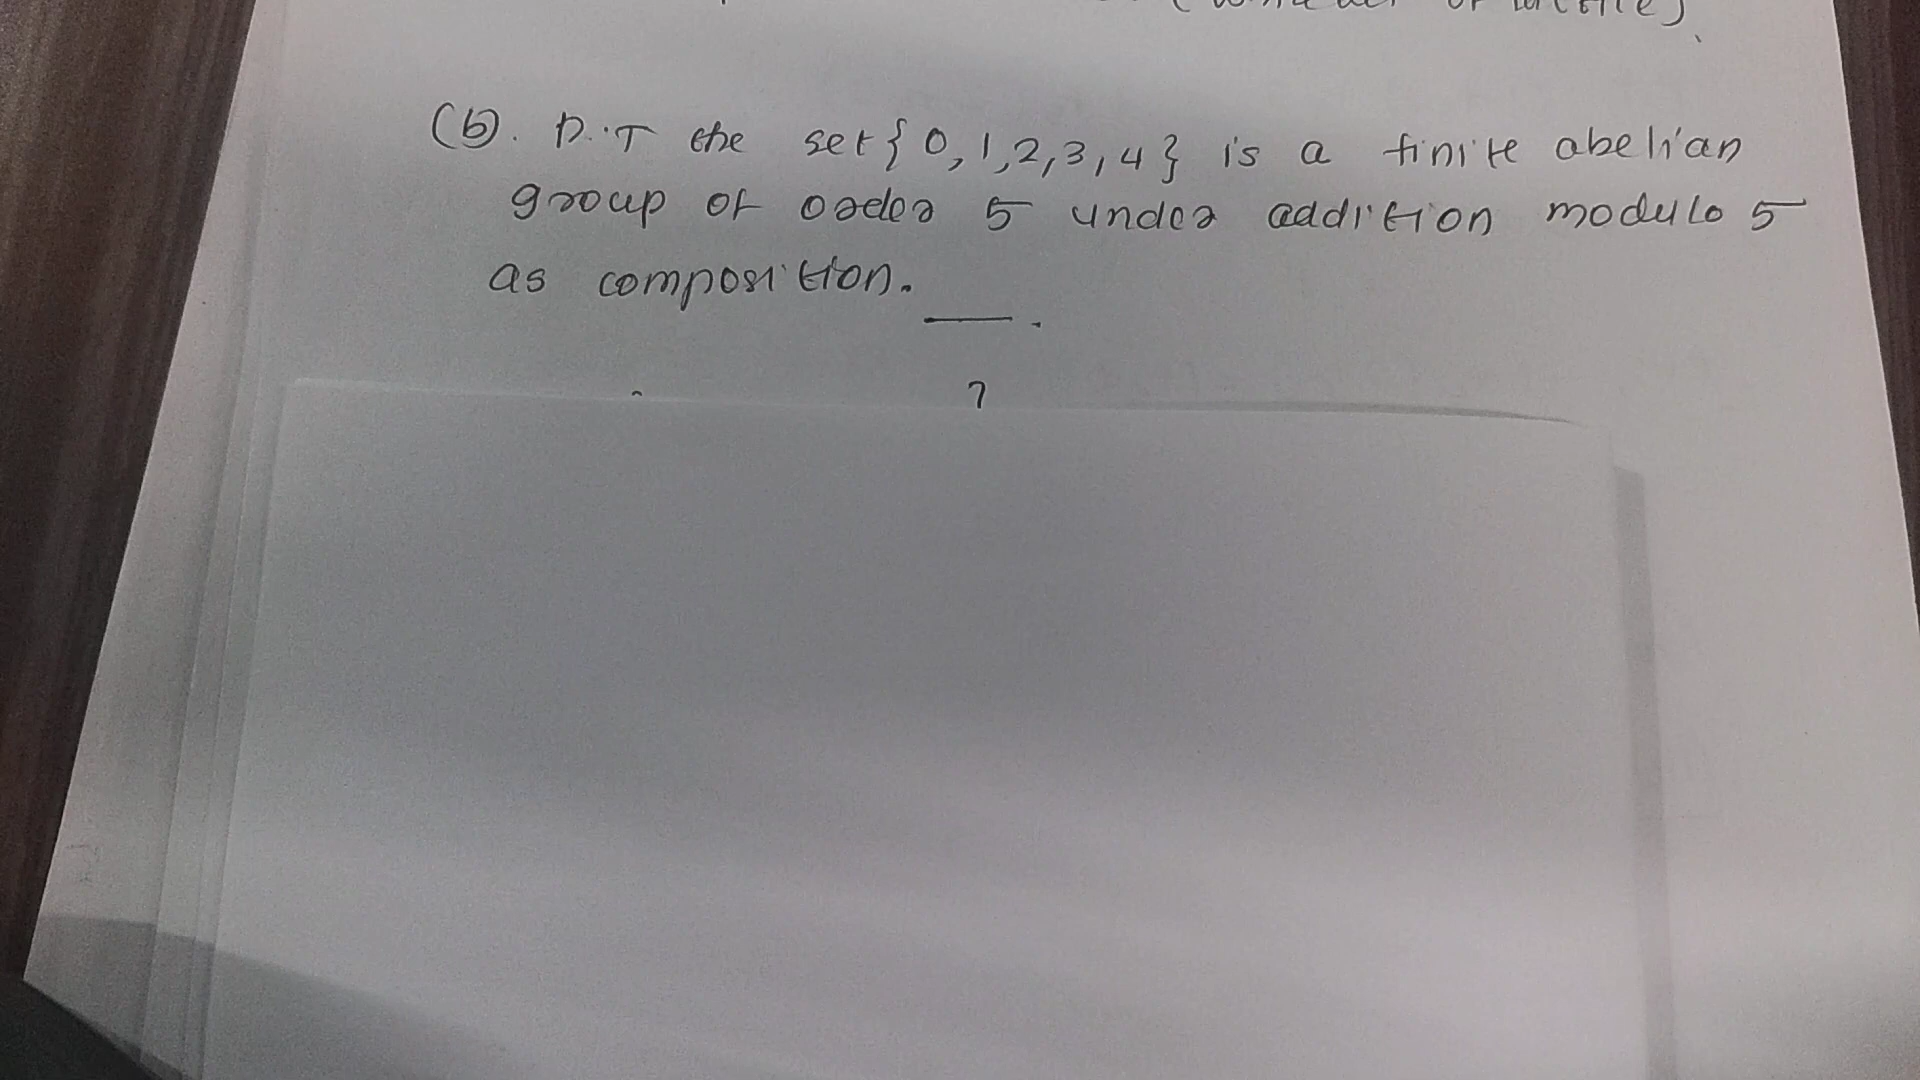 (b). P.T the set {0,1,2,3,4} is a finite abelian
group of order 5 under addition modulo 5
as composition.